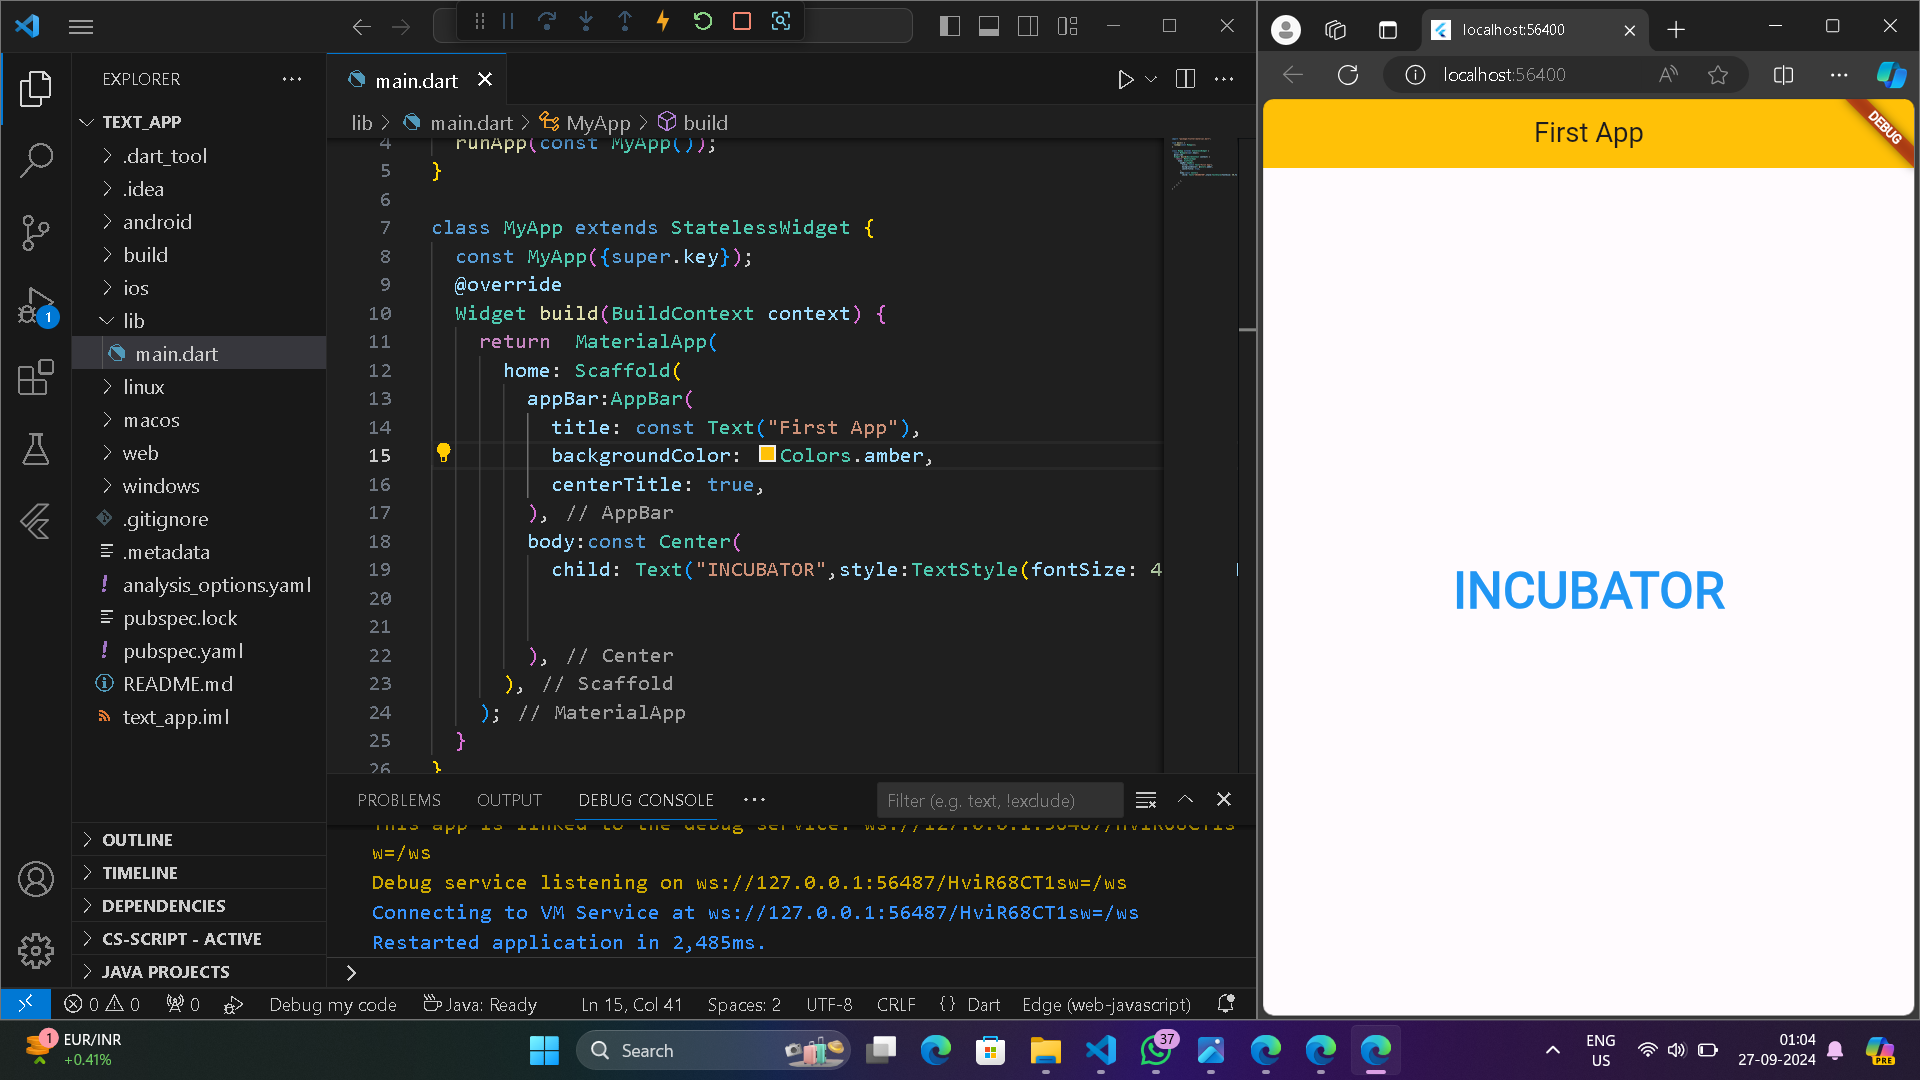 EXPLORER
TEXT_APP
.dart_tool
.idea
android
build
ios
lib
main.dart
linux
macos
web
windows
.gitignore
.metadata
analysis_options.yaml
pubspec.lock
pubspec.yaml
README.md
text_app.iml
OUTLINE
TIMELINE
DEPENDENCIES
CS-SCRIPT - ACTIVE
JAVA PROJECTS
1
main.dart
lib > main.dart > MyApp > build
4 runApp(const MyApp());
5 }
6
7 class MyApp extends StatelessWidget {
8 const MyApp({super.key});
9 @override
10 Widget build(BuildContext context) {
11 return  MaterialApp(
12 home: Scaffold(
13 appBar:AppBar(
14 title: const Text("First App"),
15 backgroundColor: Colors.amber,
16 centerTitle: true,
17 ), // AppBar
18 body:const Center(
19 child: Text("INCUBATOR",style:TextStyle(fontSize: 4
20
21
22 ), // Center
23 ), // Scaffold
24 ); // MaterialApp
25 }
26 }
PROBLEMS OUTPUT DEBUG CONSOLE
Filter (e.g. text, !exclude)
This app is linked to the debug service: ws://127.0.0.1:56487/HviR68CT1s
w=/ws
Debug service listening on ws://127.0.0.1:56487/HviR68CT1sw=/ws
Connecting to VM Service at ws://127.0.0.1:56487/HviR68CT1sw=/ws
Restarted application in 2,485ms.
>
0 0 0 Debug my code Java: Ready Ln 15, Col 41 Spaces: 2 UTF-8 CRLF {} Dart Edge (web-javascript)
localhost:56400
localhost:56400
First App
DEBUG
INCUBATOR
1
EUR/INR
+0.41%
Search
37
ENG
US
01:04
27-09-2024
PRE